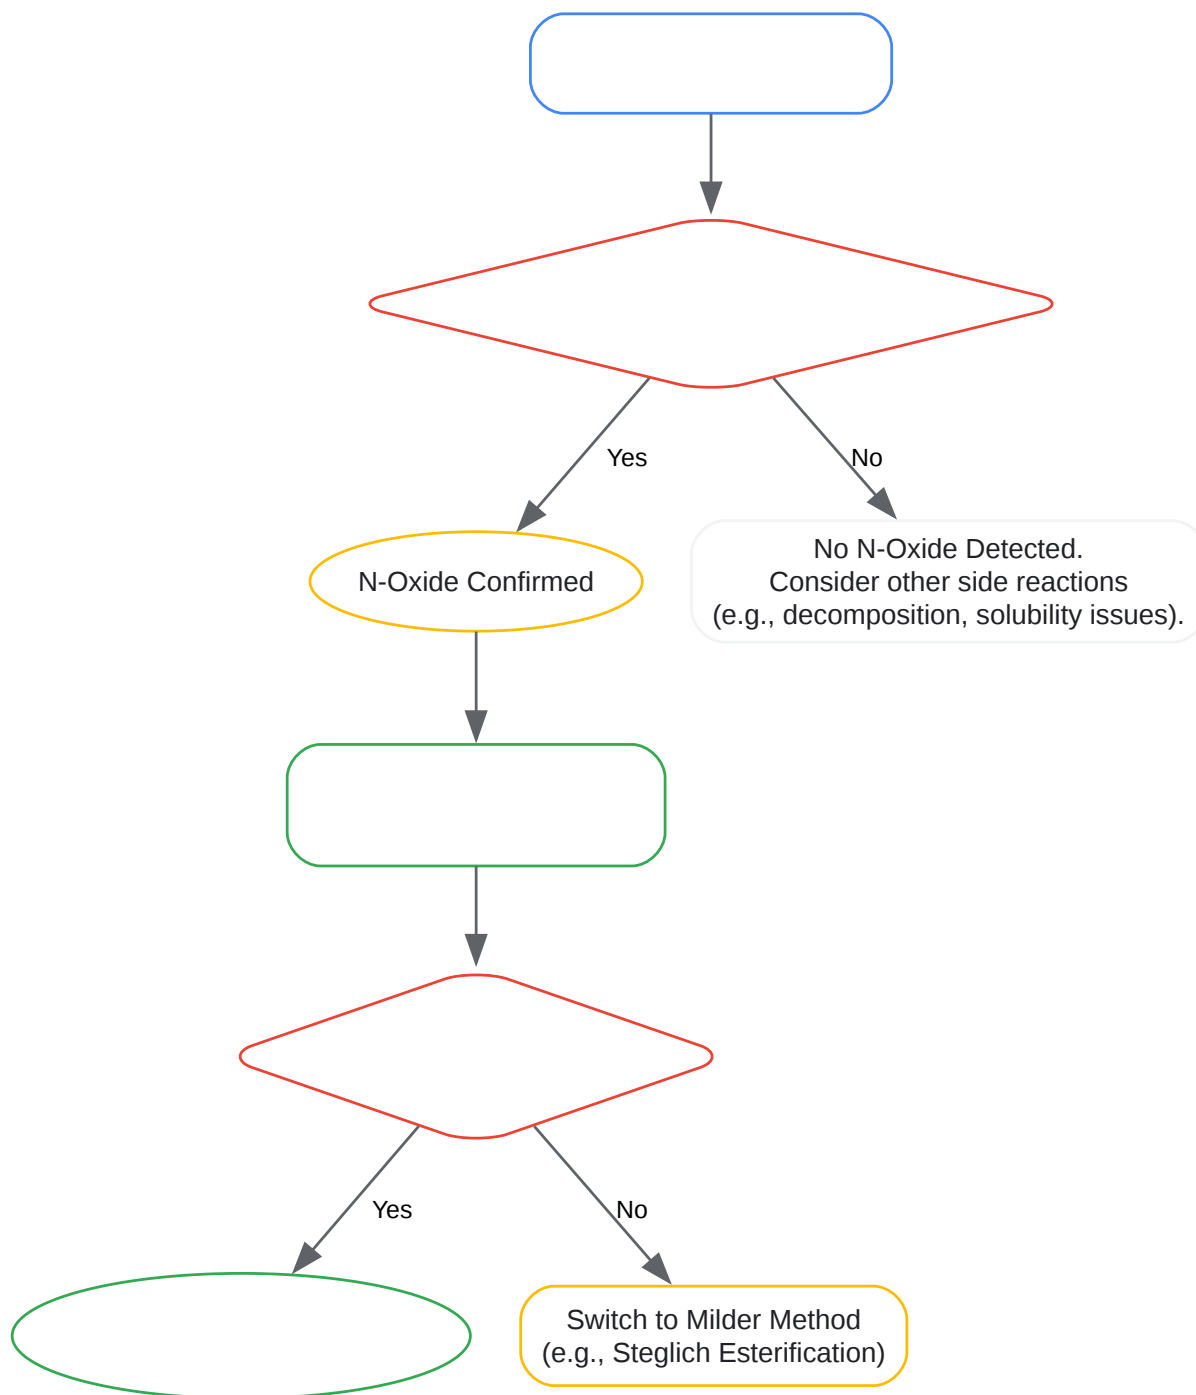 Yes
No
N-Oxide Confirmed
No N-Oxide Detected.
Consider other side reactions
(e.g., decomposition, solubility issues).
Yes
No
Switch to Milder Method
(e.g., Steglich Esterification)